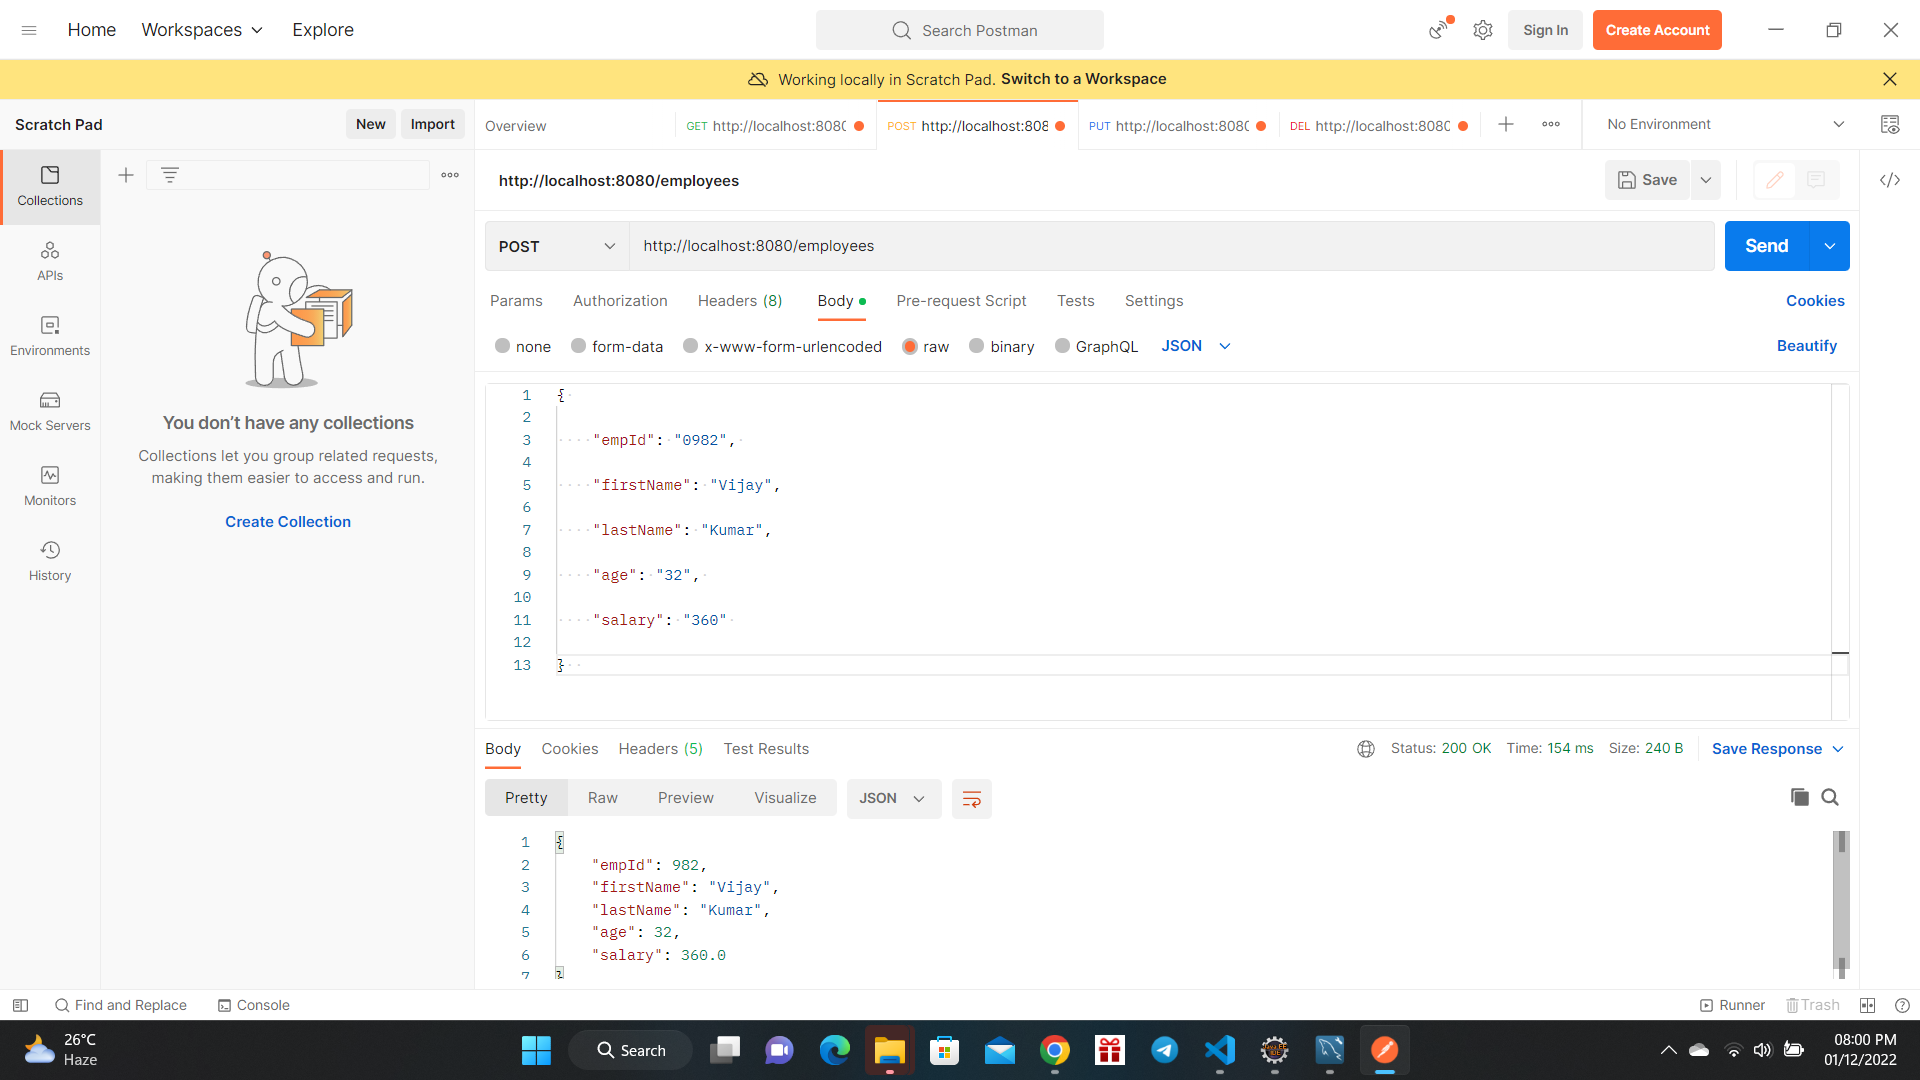 Home Workspaces Explore Search Postman Sign In Create Account
Working locally in Scratch Pad. Switch to a Workspace
Scratch Pad New Import Overview GET http://localhost:8080 POST http://localhost:808 PUT http://localhost:8080 DEL http://localhost:8080 No Environment
Collections
APIs
Environments
Mock Servers
Monitors
History
You don’t have any collections
Collections let you group related requests,
making them easier to access and run.
Create Collection
http://localhost:8080/employees Save
POST http://localhost:8080/employees Send
Params Authorization Headers (8) Body Pre-request Script Tests Settings Cookies
none form-data x-www-form-urlencoded raw binary GraphQL JSON Beautify
1 {
2
3 "empId": "0982",
4
5 "firstName": "Vijay",
6
7 "lastName": "Kumar",
8
9 "age": "32",
10
11 "salary": "360"
12
13 }
Body Cookies Headers (5) Test Results Status: 200 OK Time: 154 ms Size: 240 B Save Response
Pretty Raw Preview Visualize JSON
1 {
2 "empId": 982,
3 "firstName": "Vijay",
4 "lastName": "Kumar",
5 "age": 32,
6 "salary": 360.0
7 }
Find and Replace Console Runner Trash
26°C
Haze
Search
08:00 PM
01/12/2022